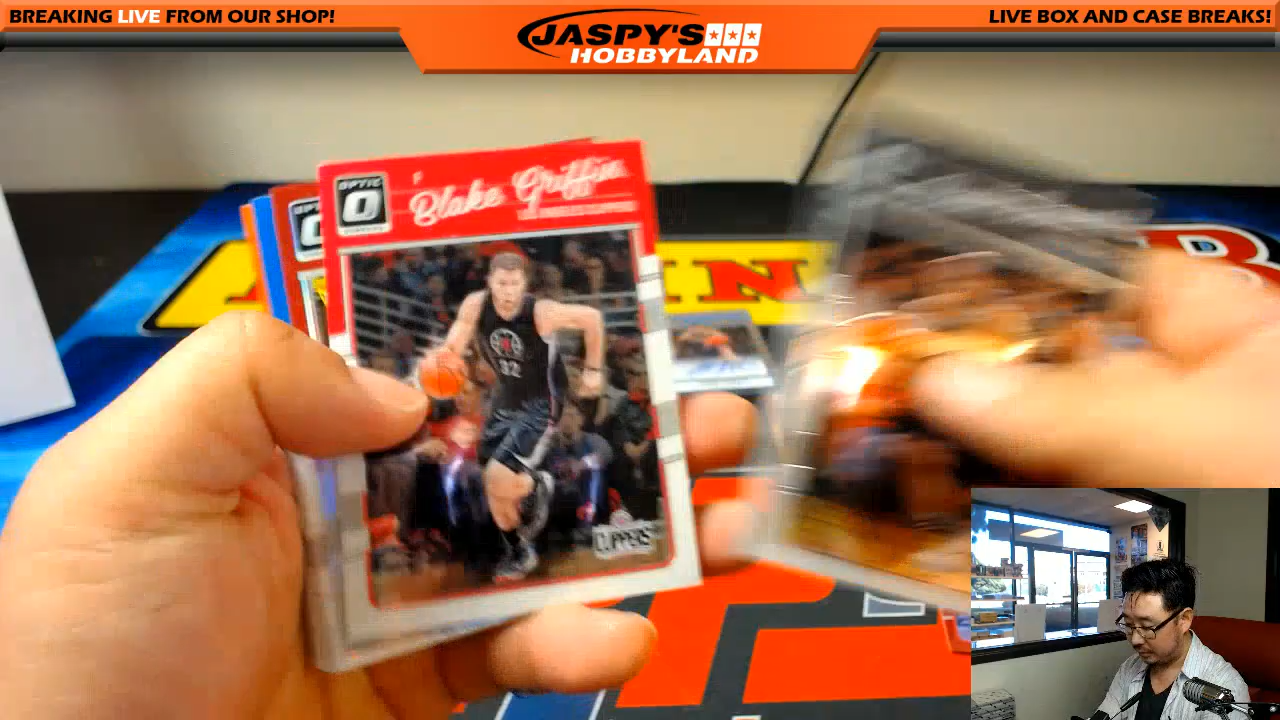 BREAKING LIVE FROM OUR SHOP!
JASPY'S
HOBBYLAND
LIVE BOX AND CASE BREAKS!
OPTIC
F
Blake Griffin
32
CLIPPERS